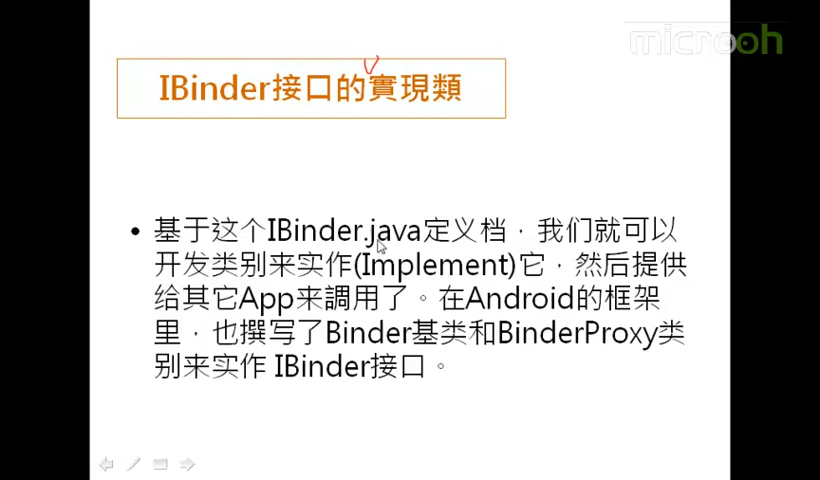 microoh
IBinder接口的實現類
• 基于这个IBinder.java定义档，我们就可以
开发类别来实作(Implement)它，然后提供
给其它App来調用了。在Android的框架
里，也撰写了Binder基类和BinderProxy类
别来实作 IBinder接口。